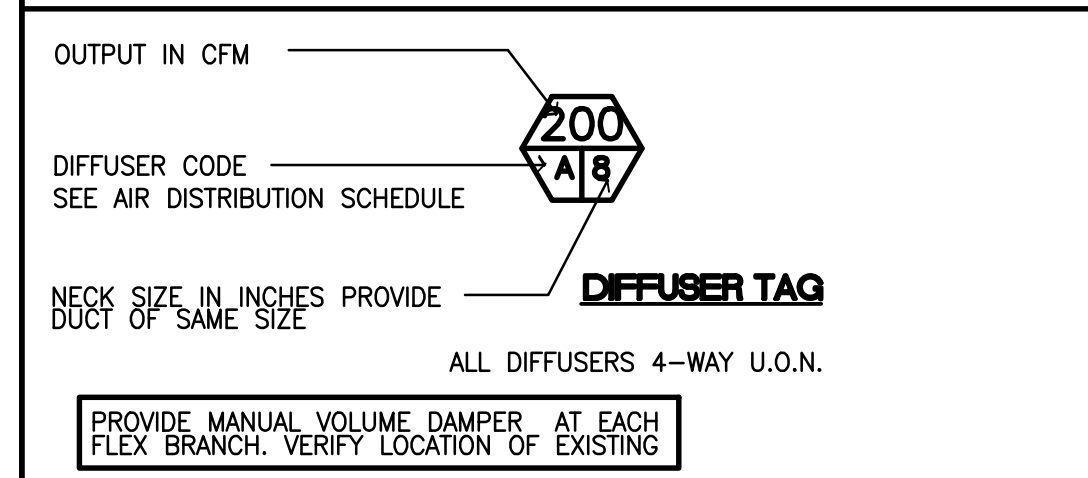 OUTPUT IN CFM
200
DIFFUSER CODE
A 8
SEE AIR DISTRIBUTION SCHEDULE
NECK SIZE IN INCHES PROVIDE
DUCT OF SAME SIZE
DIFFUSER TAG
ALL DIFFUSERS 4-WAY U.O.N.
PROVIDE MANUAL VOLUME DAMPER AT EACH
FLEX BRANCH. VERIFY LOCATION OF EXISTING